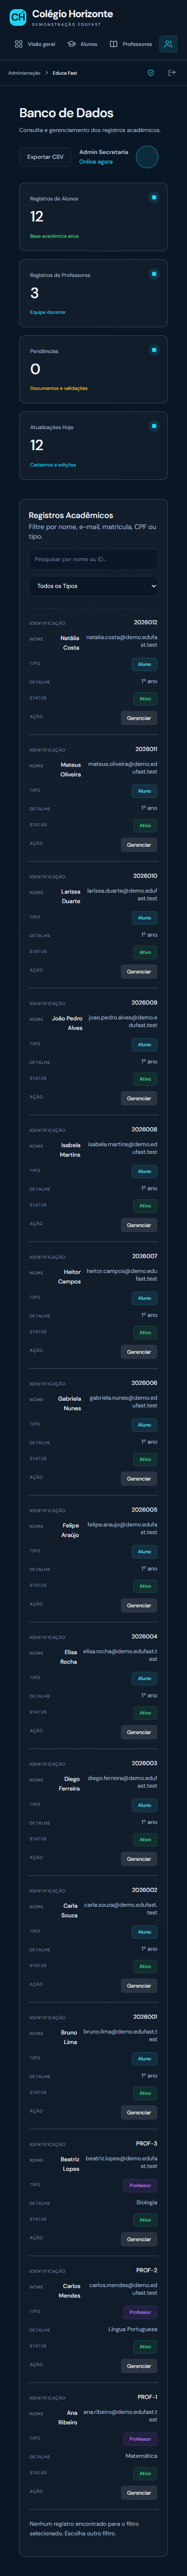 CH
Colégio Horizonte
DEMONSTRAÇÃO EDUFAST
Visão geral
Alunos
Professores
Administração > Educa Fast
Banco de Dados
Consulta e gerenciamento dos registros acadêmicos.
Exportar CSV
Admin Secretaria
Online agora
Registros de Alunos
12
Base acadêmica ativa
Registros de Professores
3
Equipe docente
Pendências
0
Documentos e validações
Atualizações Hoje
12
Cadastros e edições
Registros Acadêmicos
Filtre por nome, e-mail, matrícula, CPF ou
tipo.
Pesquisar por nome ou ID...
Todos os Tipos
IDENTIFICAÇÃO 2026012
NOME Natália Costa natalia.costa@demo.edufast.test
TIPO Aluno
DETALHE 1º ano
STATUS Ativo
AÇÃO Gerenciar
IDENTIFICAÇÃO 2026011
NOME Mateus Oliveira mateus.oliveira@demo.edufast.test
TIPO Aluno
DETALHE 1º ano
STATUS Ativo
AÇÃO Gerenciar
IDENTIFICAÇÃO 2026010
NOME Larissa Duarte larissa.duarte@demo.edufast.test
TIPO Aluno
DETALHE 1º ano
STATUS Ativo
AÇÃO Gerenciar
IDENTIFICAÇÃO 2026009
NOME João Pedro Alves joao.pedro.alves@demo.edufast.test
TIPO Aluno
DETALHE 1º ano
STATUS Ativo
AÇÃO Gerenciar
IDENTIFICAÇÃO 2026008
NOME Isabela Martins isabela.martins@demo.edufast.test
TIPO Aluno
DETALHE 1º ano
STATUS Ativo
AÇÃO Gerenciar
IDENTIFICAÇÃO 2026007
NOME Heitor Campos heitor.campos@demo.edufast.test
TIPO Aluno
DETALHE 1º ano
STATUS Ativo
AÇÃO Gerenciar
IDENTIFICAÇÃO 2026006
NOME Gabriela Nunes gabriela.nunes@demo.edufast.test
TIPO Aluno
DETALHE 1º ano
STATUS Ativo
AÇÃO Gerenciar
IDENTIFICAÇÃO 2026005
NOME Felipe Araújo felipe.araujo@demo.edufast.test
TIPO Aluno
DETALHE 1º ano
STATUS Ativo
AÇÃO Gerenciar
IDENTIFICAÇÃO 2026004
NOME Elisa Rocha elisa.rocha@demo.edufast.test
TIPO Aluno
DETALHE 1º ano
STATUS Ativo
AÇÃO Gerenciar
IDENTIFICAÇÃO 2026003
NOME Diego Ferreira diego.ferreira@demo.edufast.test
TIPO Aluno
DETALHE 1º ano
STATUS Ativo
AÇÃO Gerenciar
IDENTIFICAÇÃO 2026002
NOME Carla Souza carla.souza@demo.edufast.test
TIPO Aluno
DETALHE 1º ano
STATUS Ativo
AÇÃO Gerenciar
IDENTIFICAÇÃO 2026001
NOME Bruno Lima bruno.lima@demo.edufast.test
TIPO Aluno
DETALHE 1º ano
STATUS Ativo
AÇÃO Gerenciar
IDENTIFICAÇÃO PROF-3
NOME Beatriz Lopes beatriz.lopes@demo.edufast.test
TIPO Professor
DETALHE Biologia
STATUS Ativo
AÇÃO Gerenciar
IDENTIFICAÇÃO PROF-2
NOME Carlos Mendes carlos.mendes@demo.edufast.test
TIPO Professor
DETALHE Língua Portuguesa
STATUS Ativo
AÇÃO Gerenciar
IDENTIFICAÇÃO PROF-1
NOME Ana Ribeiro ana.ribeiro@demo.edufast.test
TIPO Professor
DETALHE Matemática
STATUS Ativo
AÇÃO Gerenciar
Nenhum registro encontrado para o filtro
selecionado. Escolha outro filtro.